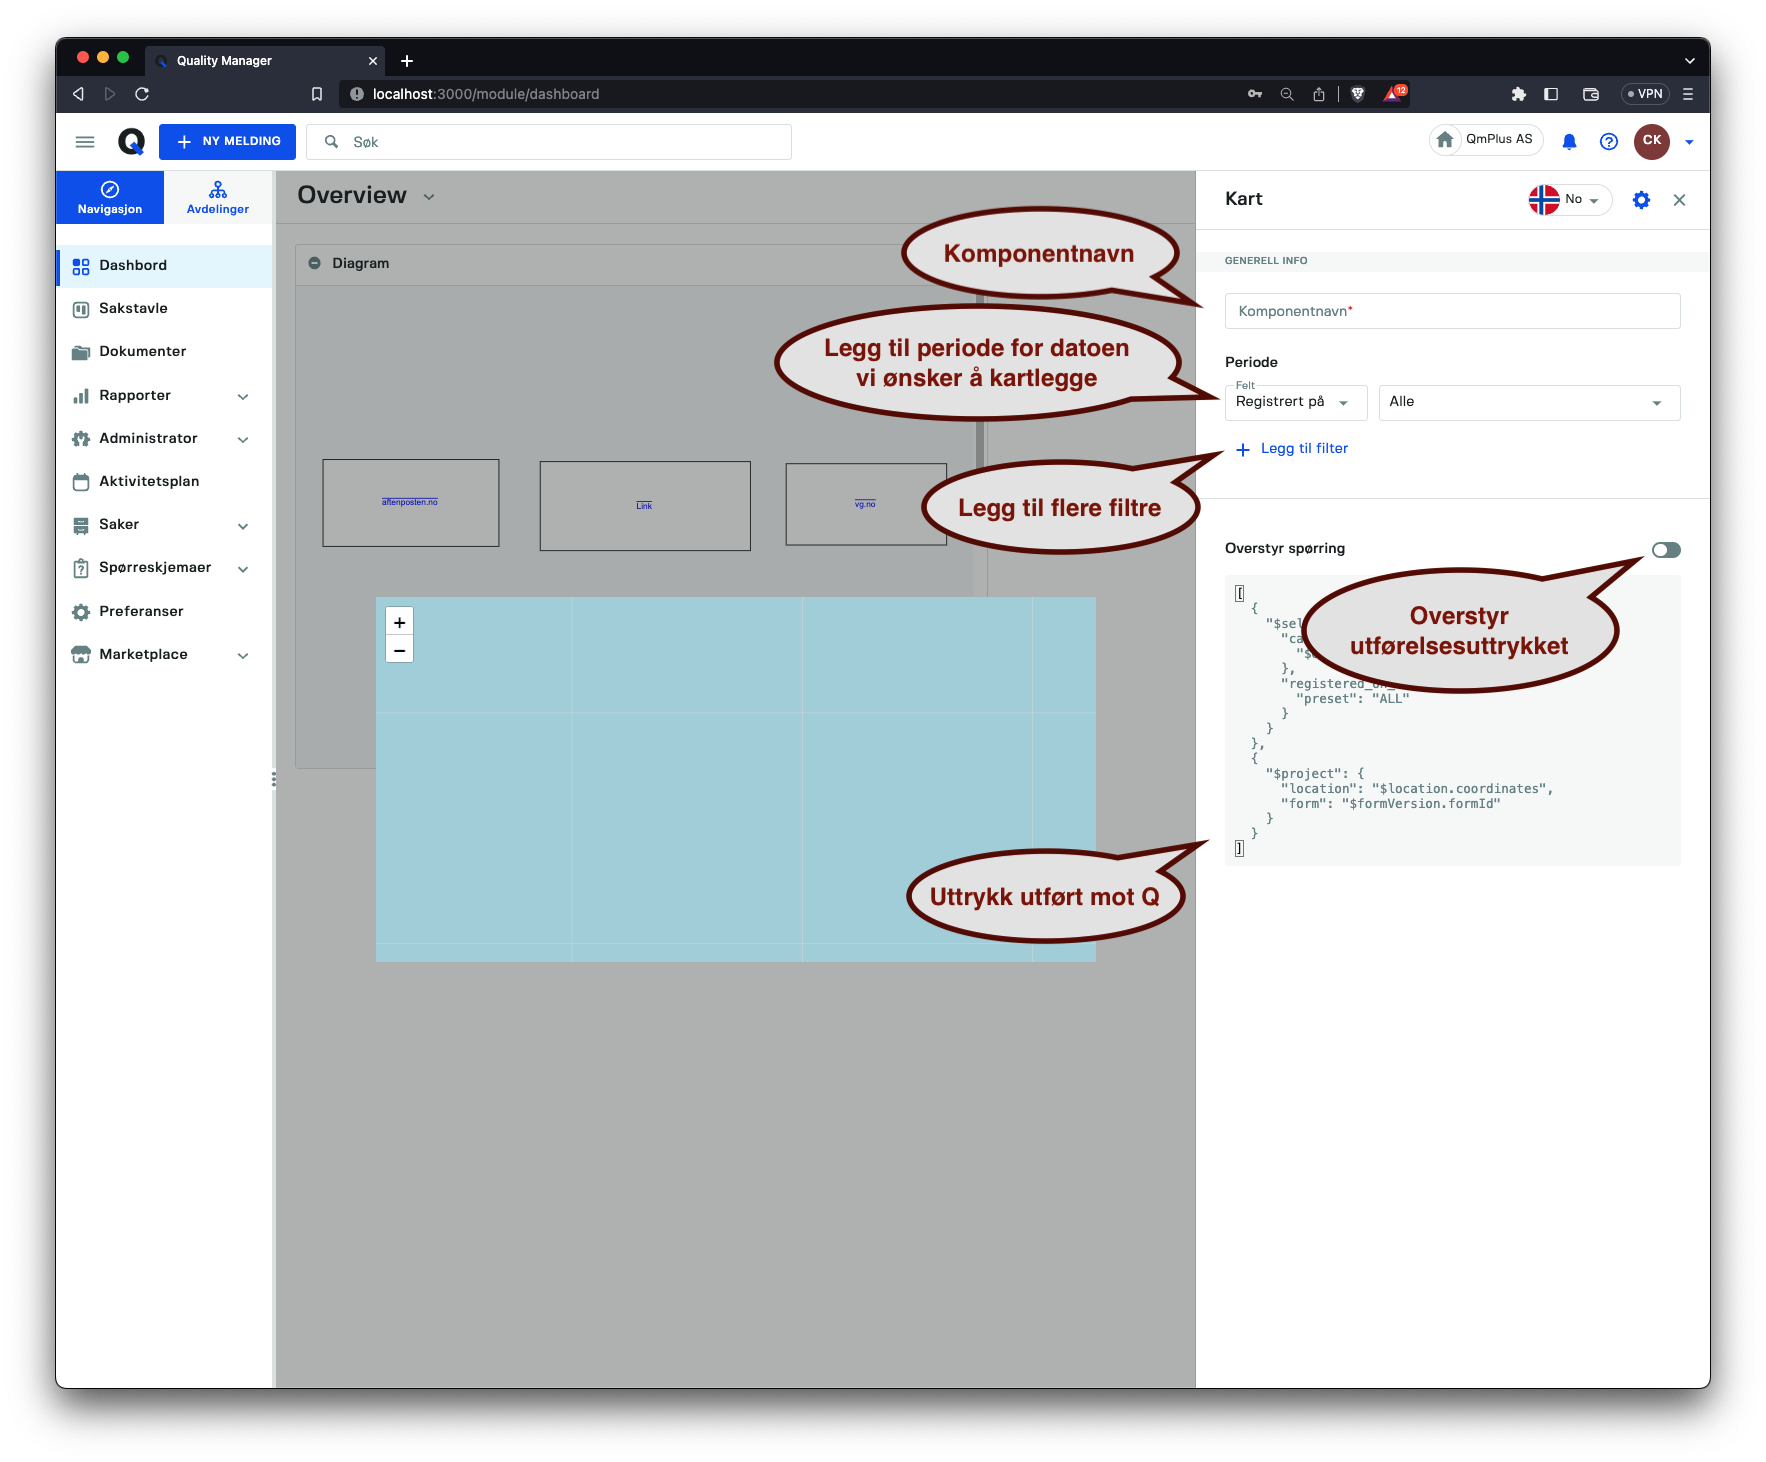 Quality Manager
localhost:3000/module/dashboard
12
VPN
NY MELDING
Søk
QmPlus AS
CK
Navigasjon
Avdelinger
Dashbord
Sakstavle
Dokumenter
Rapporter
Administrator
Aktivitetsplan
Saker
Spørreskjemaer
Preferanser
Marketplace
Overview
Diagram
aftenposten.no
Link
vg.no
+
−
Komponentnavn
Legg til periode for datoen
vi ønsker å kartlegge
Legg til flere filtre
Overstyr
utførelsesuttrykket
Uttrykk utført mot Q
Kart
No
GENERELL INFO
Komponentnavn*
Periode
Felt
Registrert på
Alle
+ Legg til filter
Overstyr spørring
[
{
"$sel
"ca
"$
},
"registered_on_
"preset": "ALL"
}
}
},
{
"$project": {
"location": "$location.coordinates",
"form": "$formVersion.formId"
}
}
]